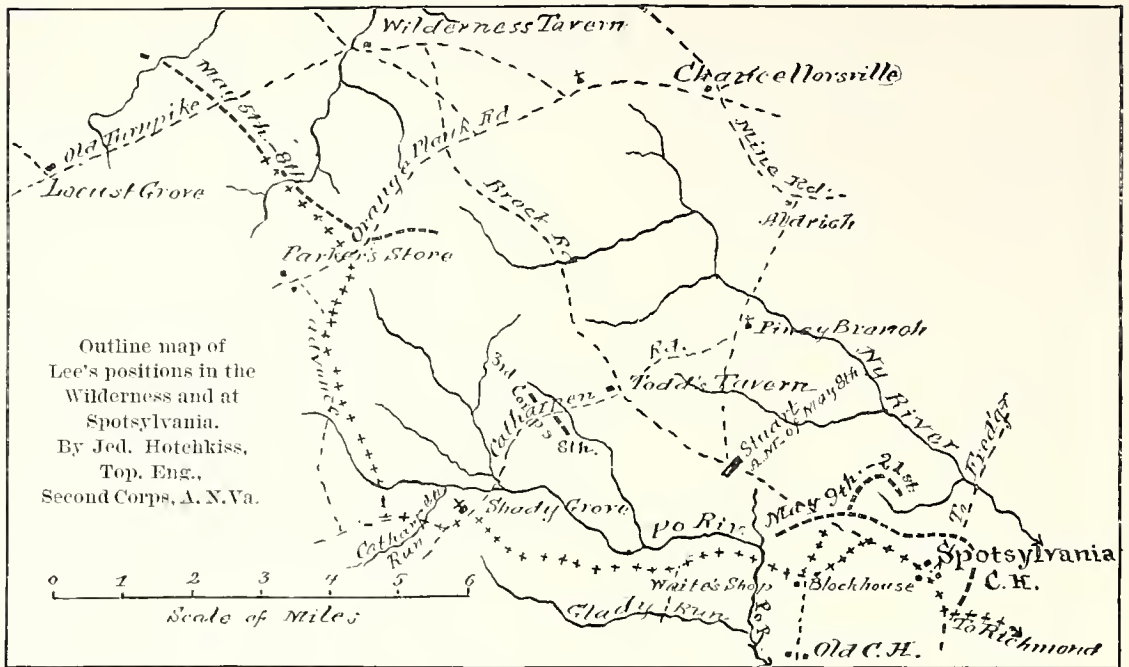 Wilderness Tavern
Chancellorsville
May 5th-8th
Old Turnpike
Locust Grove
Orange Plank Rd
Mine Rd.
Aldrich
Brock Rd
Parker's Store
advance
Piney Branch
Rd.
Todd's Tavern
Catharpen
3rd Corps 8th.
Ny River
Stuart
A.M. of May 8th
Outline map of
Lee's positions in the
Wilderness and at
Spotsylvania.
By Jed. Hotchkiss,
Top. Eng.,
Second Corps, A. N. Va.
May 9th.-21st.
To Fred'g
Shady Grove
Catharpin
Run
Po Riv.
Spotsylvania
C.H.
Waite's Shop
Blockhouse
Po R.
Glady Run
To Richmond
Old C.H.
0 1 2 3 4 5 6
Scale of Miles